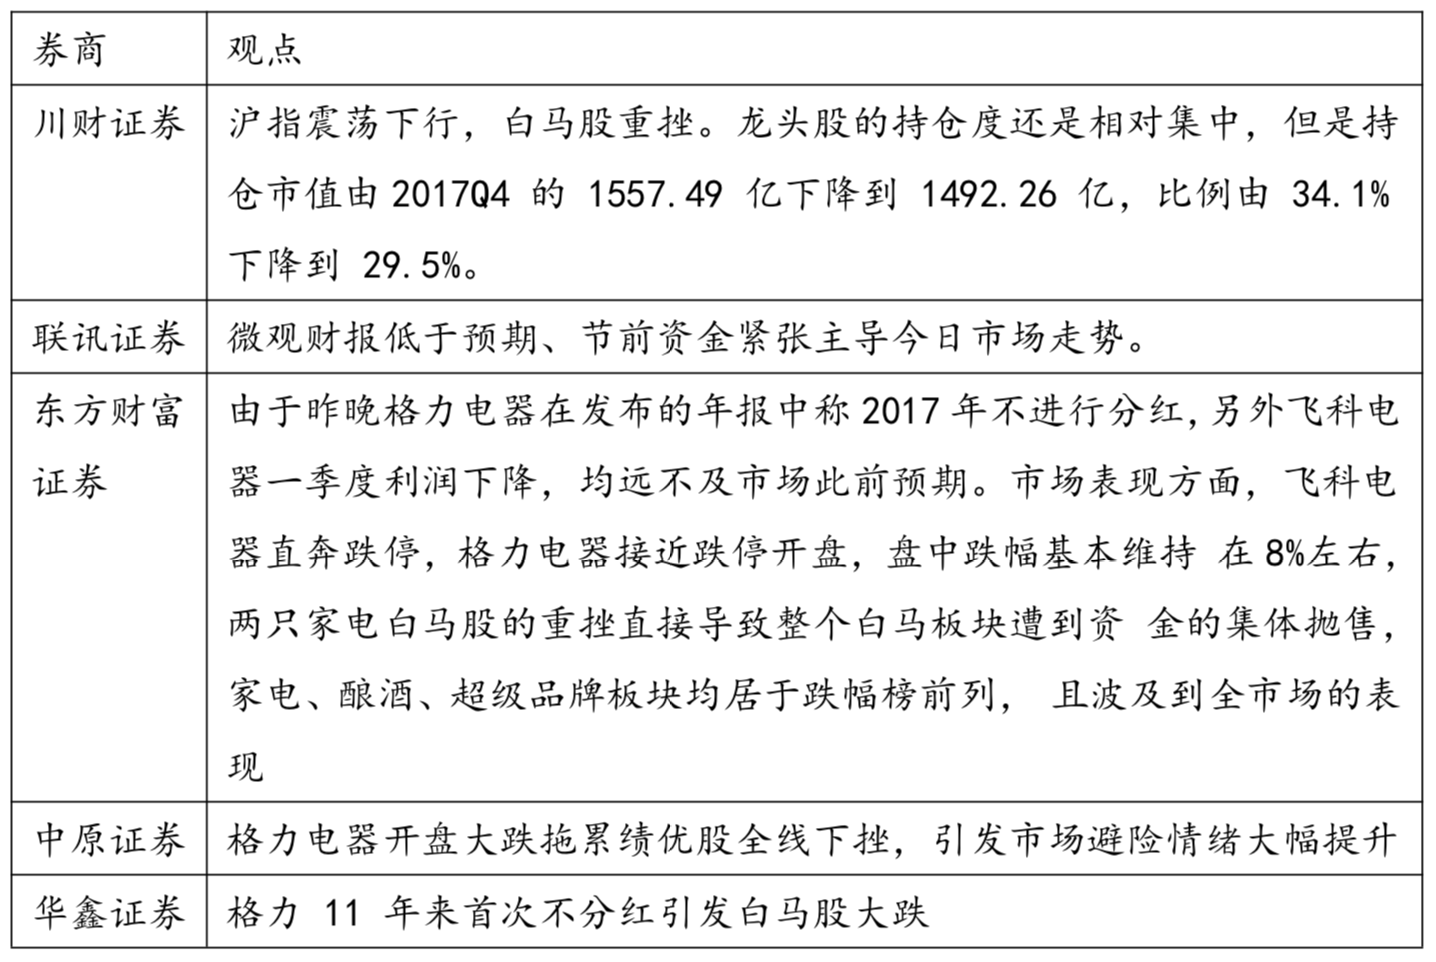 券商 观点
川财证券 沪指震荡下行，白马股重挫。龙头股的持仓度还是相对集中，但是持
仓市值由2017Q4 的 1557.49 亿下降到 1492.26 亿，比例由 34.1%
下降到 29.5%。
联讯证券 微观财报低于预期、节前资金紧张主导今日市场走势。
东方财富 由于昨晚格力电器在发布的年报中称2017年不进行分红,另外飞科电
证券 器一季度利润下降，均远不及市场此前预期。市场表现方面，飞科电
器直奔跌停，格力电器接近跌停开盘，盘中跌幅基本维持 在8%左右，
两只家电白马股的重挫直接导致整个白马板块遭到资 金的集体抛售，
家电、酿酒、超级品牌板块均居于跌幅榜前列， 且波及到全市场的表
现
中原证券 格力电器开盘大跌拖累绩优股全线下挫，引发市场避险情绪大幅提升
华鑫证券 格力 11 年来首次不分红引发白马股大跌